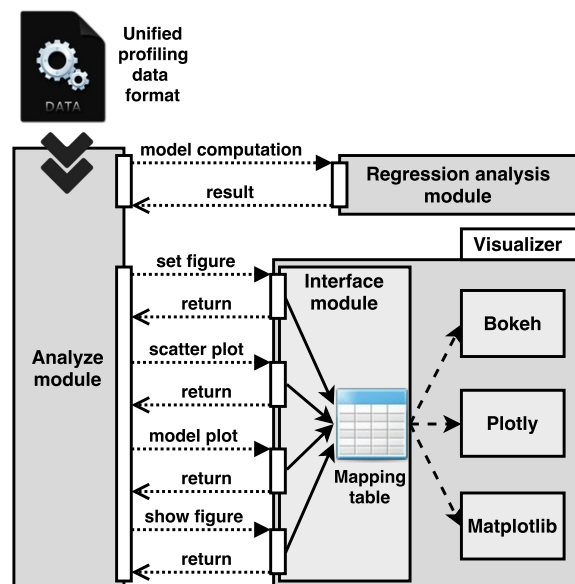 Unified
profiling
data
format
DATA
model computation
result
Regression analysis
module
Visualizer
set figure
return
scatter plot
return
model plot
return
show figure
return
Analyze
module
Interface
module
Mapping
table
Bokeh
Plotly
Matplotlib